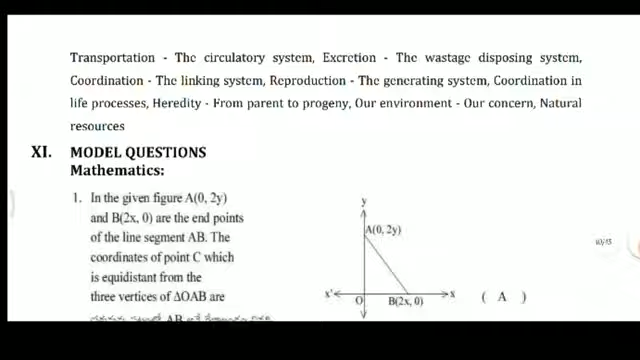 Transportation - The circulatory system, Excretion - The wastage disposing system,
Coordination - The linking system, Reproduction - The generating system, Coordination in
life processes, Heredity - From parent to progeny, Our environment - Our concern, Natural
resources
XI. MODEL QUESTIONS
Mathematics:
1. In the given figure A(0, 2y)
and B(2x, 0) are the end points
of the line segment AB. The
coordinates of point C which
is equidistant from the
three vertices of ΔOAB are
y
A(0, 2y)
x' O B(2x, 0) x ( A )
AB